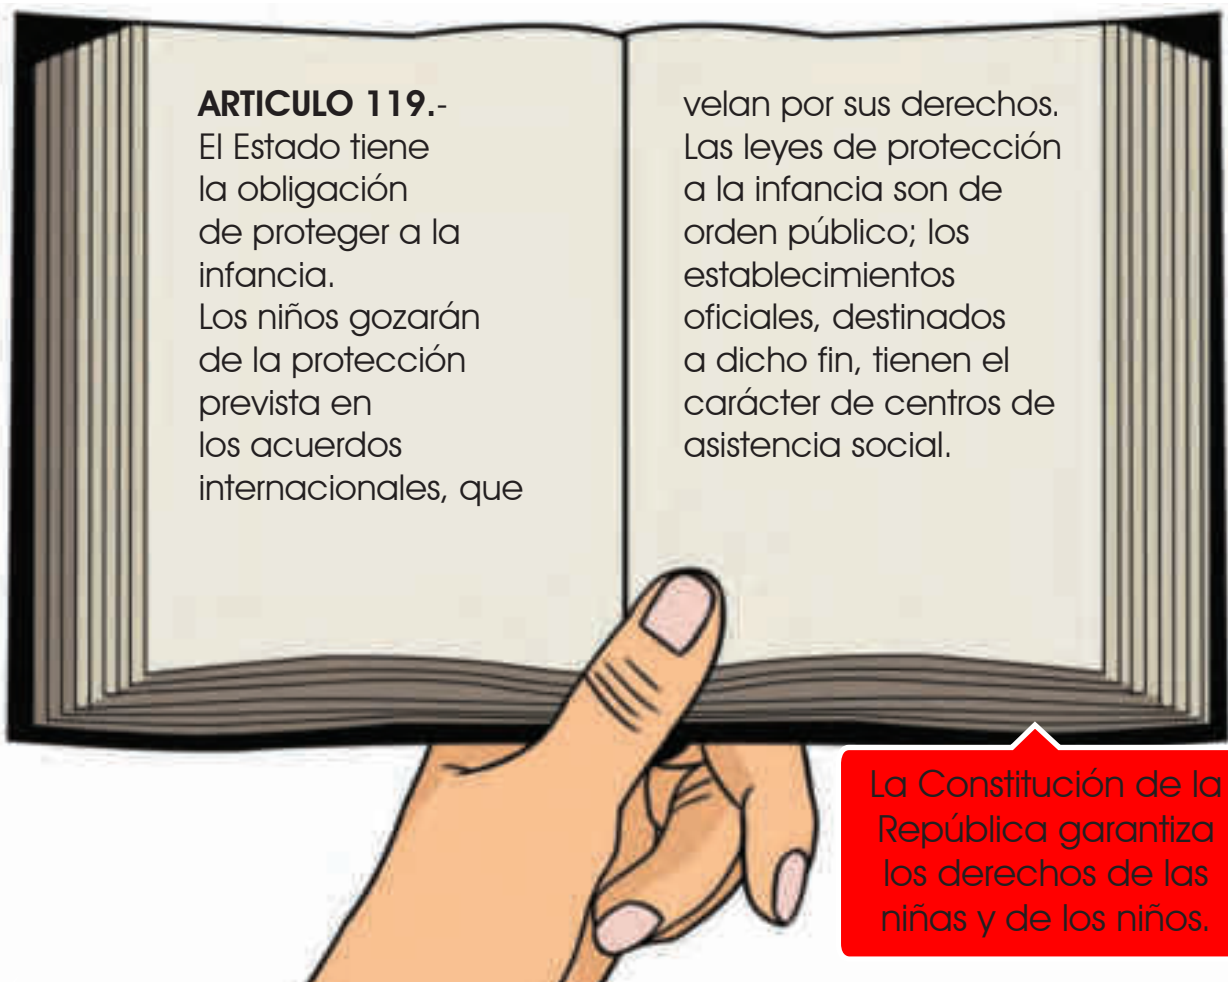 ARTICULO 119.-
El Estado tiene
la obligación
de proteger a la
infancia.
Los niños gozarán
de la protección
prevista en
los acuerdos
internacionales, que
velan por sus derechos.
Las leyes de protección
a la infancia son de
orden público; los
establecimientos
oficiales, destinados
a dicho fin, tienen el
carácter de centros de
asistencia social.
La Constitución de la
República garantiza
los derechos de las
niñas y de los niños.